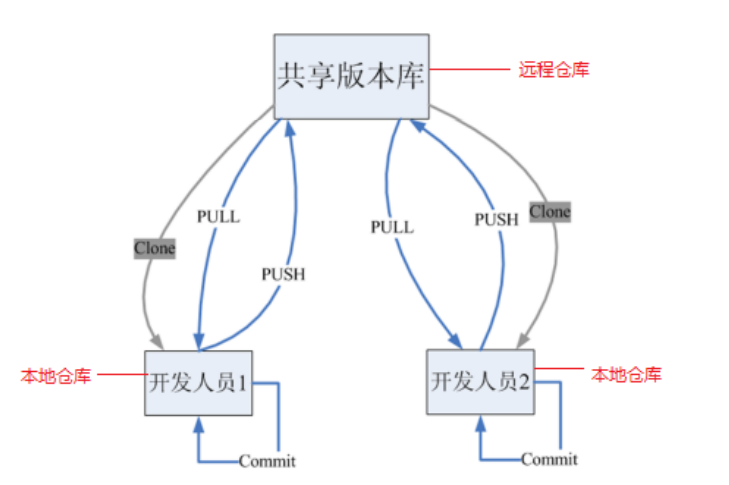 共享版本库
远程仓库
PULL
PUSH
Clone
PULL
PUSH
Clone
本地仓库
开发人员1
开发人员2
本地仓库
Commit
Commit